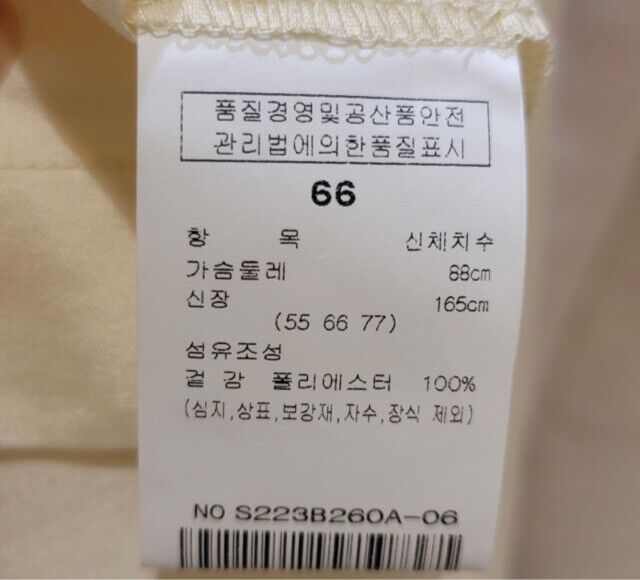 품질경영및공산품안전
관리법에의한품질표시
66
항 목 신체치수
가슴둘레 88cm
신장 165cm
(55 66 77)
섬유조성
겉 감 폴리에스터 100%
(심지,상표,보강재,자수,장식 제외)
NO S223B260A-06